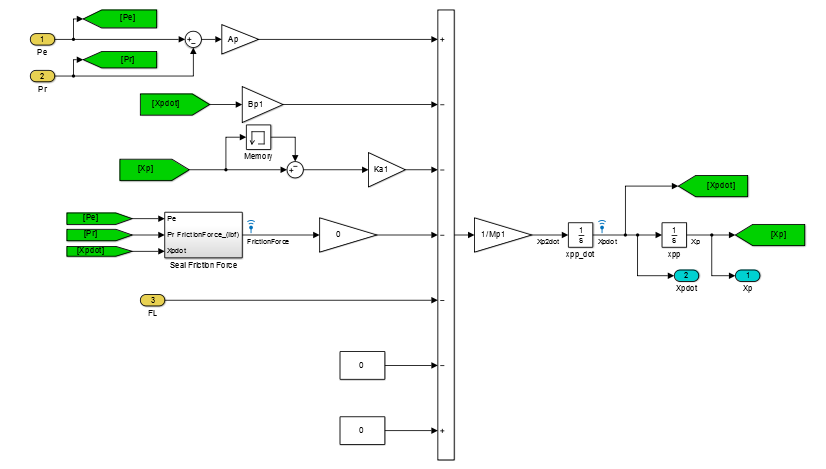 [Pe]
1
Pe
Ap
[Pr]
2
Pr
[Xpdot]
Bp1
Memory
[Xp]
Ka1
[Pe]
[Pr]
[Xpdot]
Pe
Pr FrictionForce_(lbf)
Xpdot
Seal Friction Force
FrictionForce
0
3
FL
0
0
1/Mp1
Xp2dot
1
s
xpp_dot
Xpdot
[Xpdot]
1
s
xpp
Xp
[Xp]
2
Xpdot
1
Xp